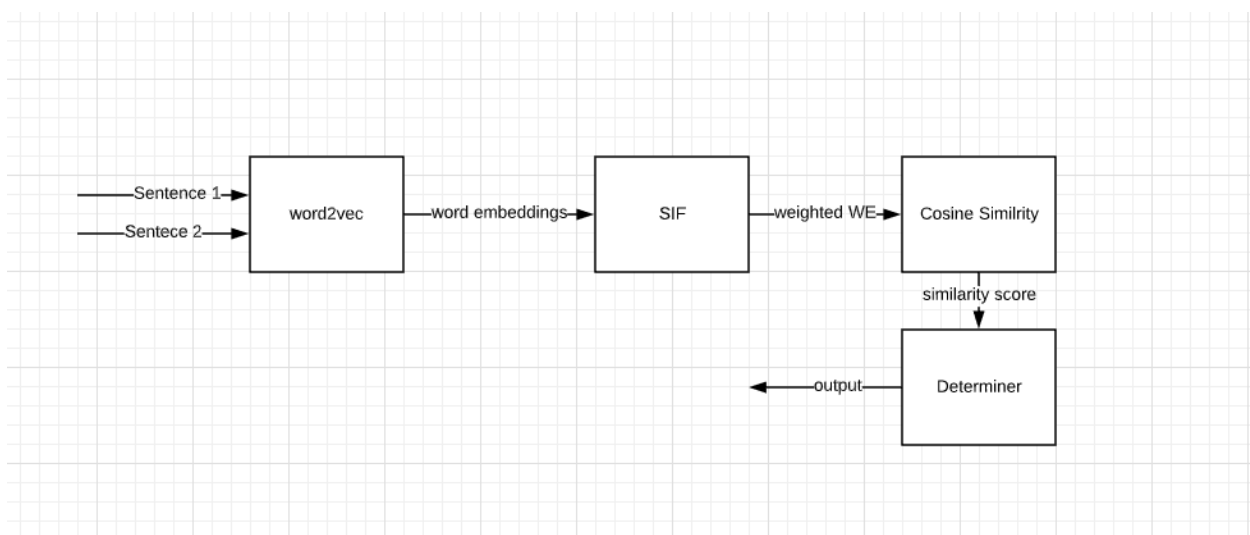 Sentence 1
Sentece 2
word2vec
word embeddings
SIF
weighted WE
Cosine Similrity
similarity score
Determiner
output